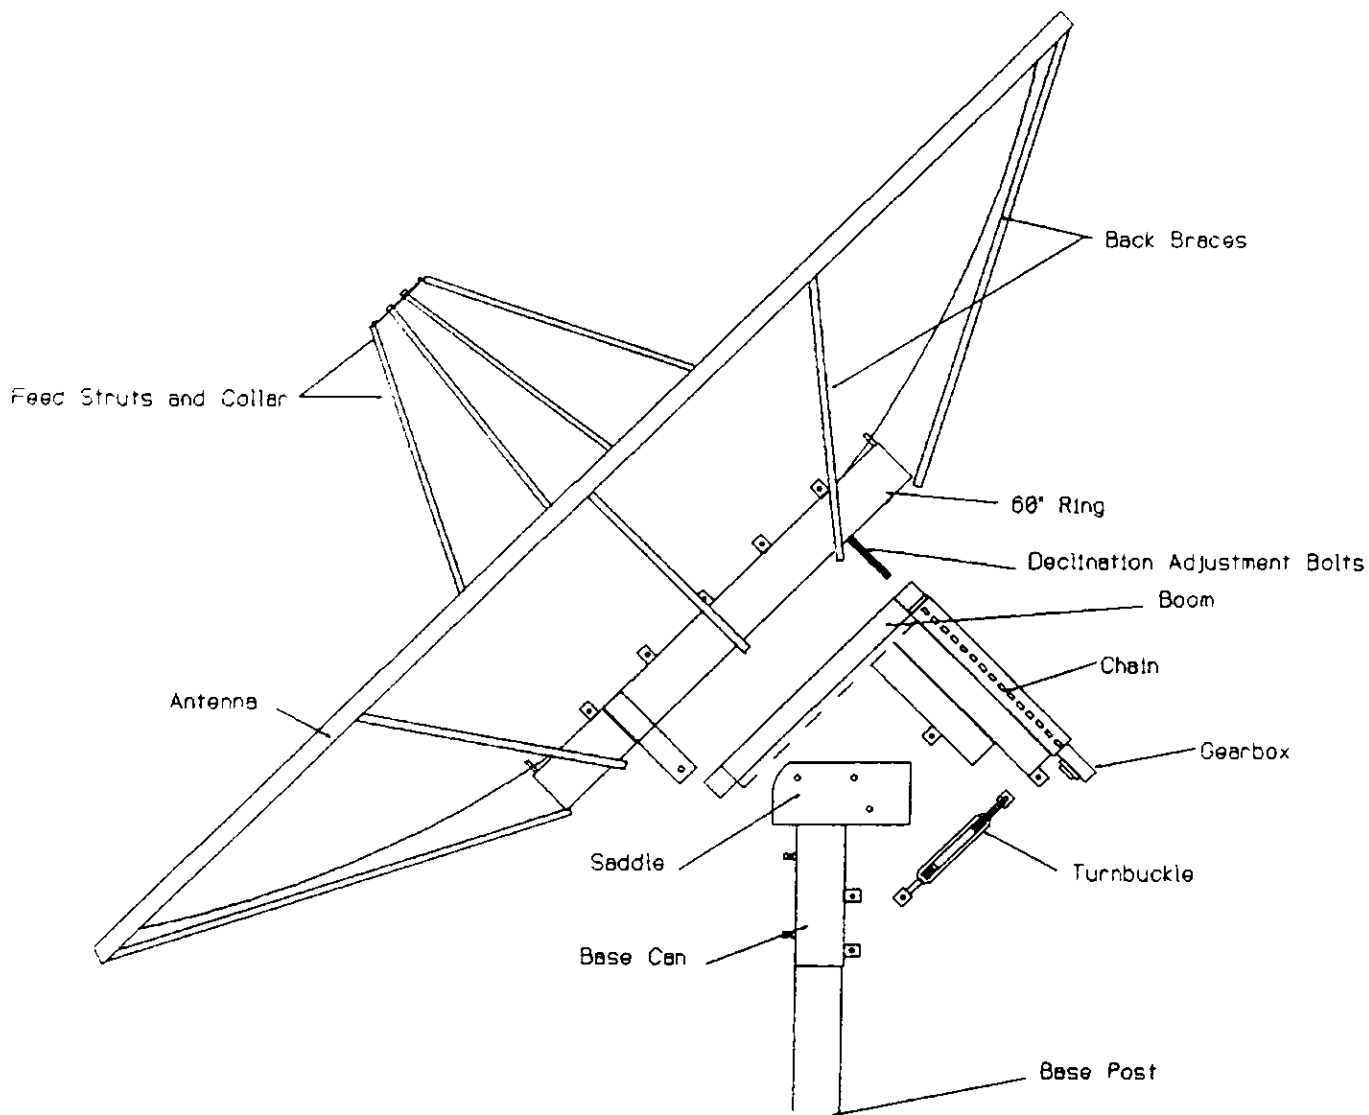 Back Braces
Feed Struts and Collar
60" Ring
Declination Adjustment Bolts
Boom
Chain
Antenna
Gearbox
Saddle
Turnbuckle
Base Can
Base Post